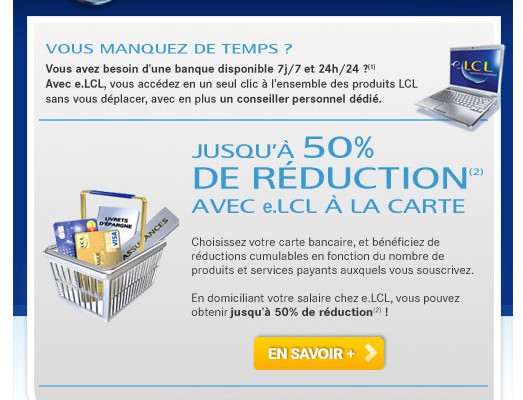 VOUS MANQUEZ DE TEMPS ?
Vous avez besoin d'une banque disponible 7j/7 et 24h/24 ?(1)
Avec e.LCL, vous accédez en un seul clic à l'ensemble des produits LCL
sans vous déplacer, avec en plus un conseiller personnel dédié.
e.LCL
JUSQU'À 50%
DE RÉDUCTION(2)
AVEC e.LCL À LA CARTE
LIVRETS
D'ÉPARGNE
ASSURANCES
LCL
VISA
Choisissez votre carte bancaire, et bénéficiez de
réductions cumulables en fonction du nombre de
produits et services payants auxquels vous souscrivez.
En domiciliant votre salaire chez e.LCL, vous pouvez
obtenir jusqu'à 50% de réduction(2) !
EN SAVOIR +